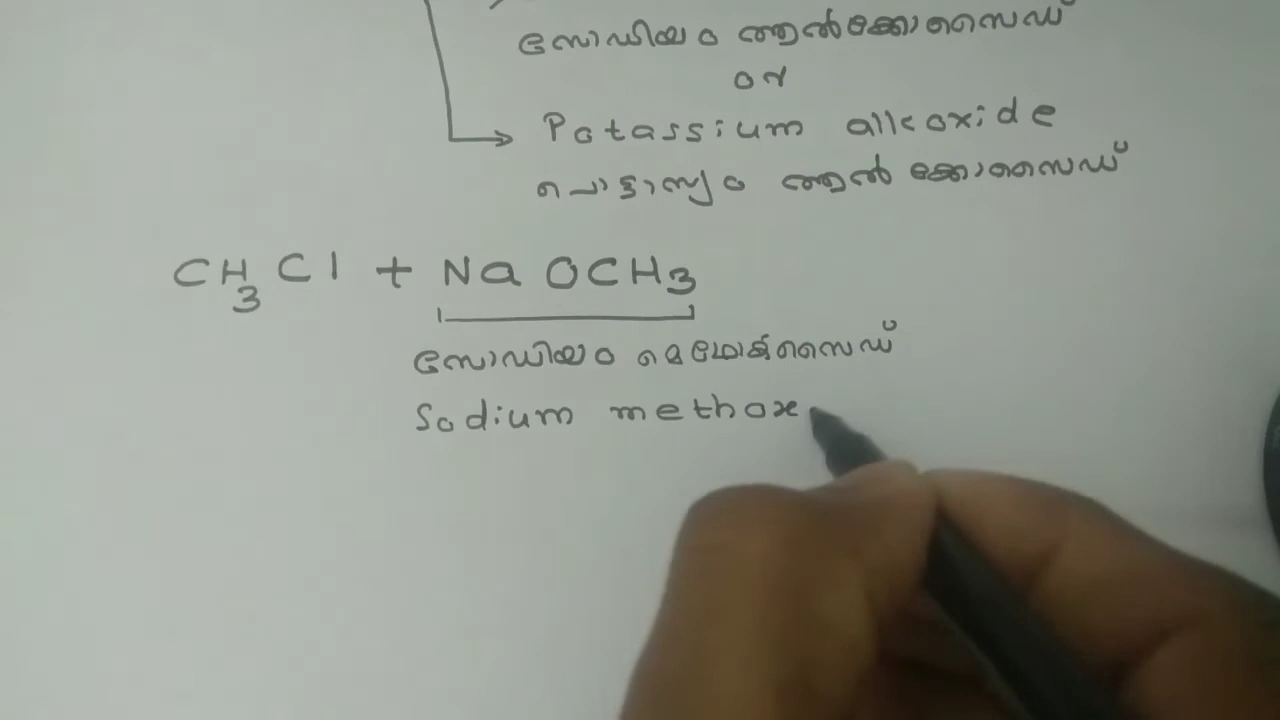 സോഡിയം ആൽക്കോസൈഡ്
or
Potassium alkoxide
പൊട്ടാസ്യം ആൽക്കോസൈഡ്
CH3Cl + NaOCH3
സോഡിയം മെഥോക്സൈഡ്
Sodium methox